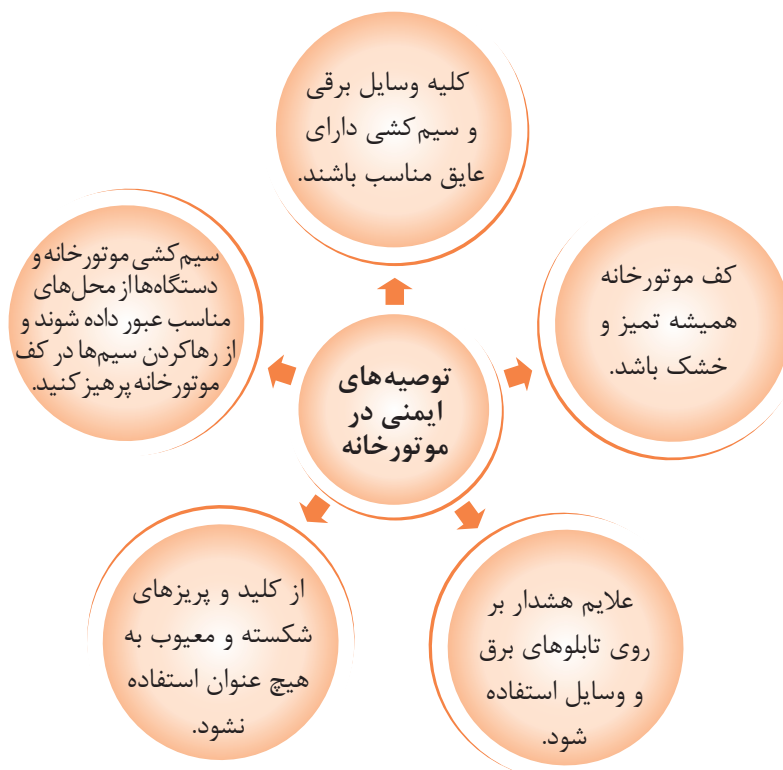 کلیه وسایل برقی
و سیم‌کشی دارای
عایق مناسب باشند.
کف موتورخانه
همیشه تمیز و
خشک باشد.
سیم‌کشی موتورخانه و
دستگاه‌ها از محل‌های
مناسب عبور داده شوند و
از رهاکردن سیم‌ها در کف
موتورخانه پرهیز کنید.
توصیه‌های
ایمنی در
موتورخانه
علایم هشدار بر
روی تابلوهای برق
و وسایل استفاده
شود.
از کلید و پریزهای
شکسته و معیوب به
هیچ عنوان استفاده
نشود.